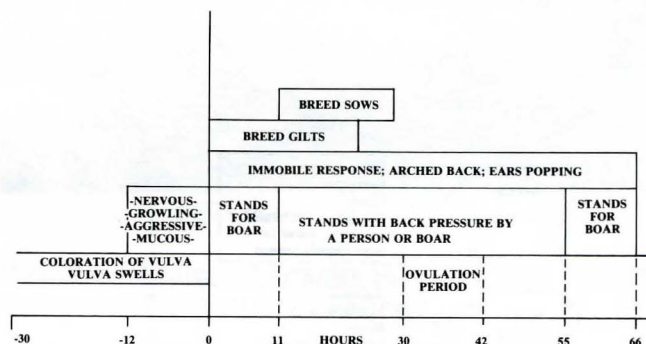 BREED SOWS
BREED GILTS
IMMOBILE RESPONSE; ARCHED BACK; EARS POPPING
-NERVOUS-
-GROWLING-
-AGGRESSIVE-
-MUCOUS-
STANDS
FOR
BOAR
STANDS WITH BACK PRESSURE BY
A PERSON OR BOAR
STANDS
FOR
BOAR
COLORATION OF VULVA
VULVA SWELLS
OVULATION
PERIOD
-30 -12 0 11 HOURS 30 42 55 66